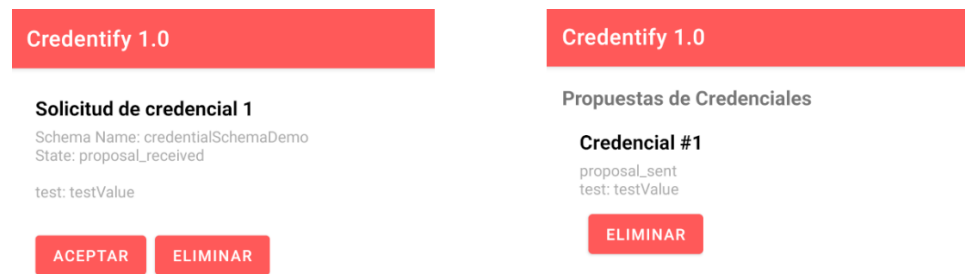 Credentify 1.0
Solicitud de credencial 1
Schema Name: credentialSchemaDemo
State: proposal_received
test: testValue
ACEPTAR ELIMINAR
Credentify 1.0
Propuestas de Credenciales
Credencial #1
proposal_sent
test: testValue
ELIMINAR